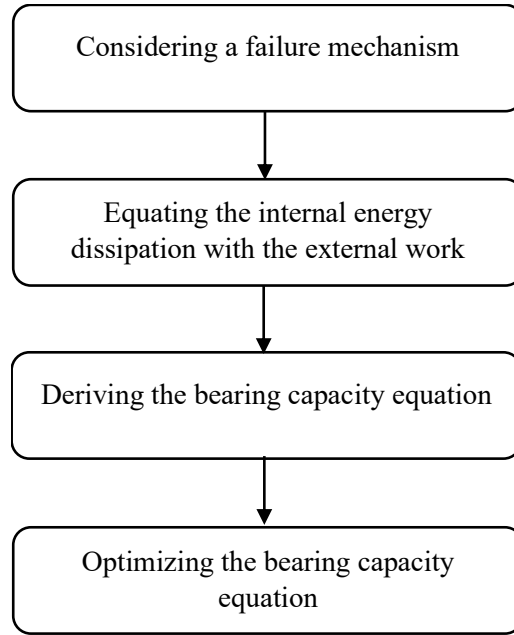 Considering a failure mechanism
Equating the internal energy
dissipation with the external work
Deriving the bearing capacity equation
Optimizing the bearing capacity
equation